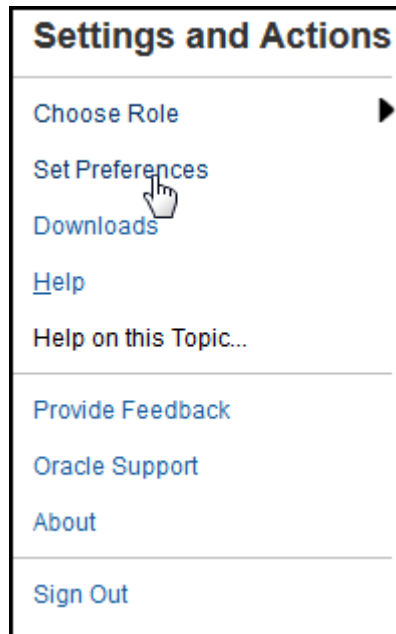 Settings and Actions
Choose Role
Set Preferences
Downloads
Help
Help on this Topic...
Provide Feedback
Oracle Support
About
Sign Out